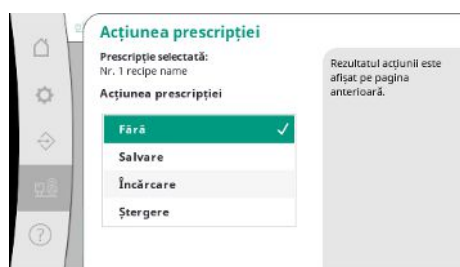 Acțiunea prescripției
Prescripție selectată:
Nr. 1 recipe name
Acțiunea prescripției
Fără
Salvare
Încărcare
Ștergere
Rezultatul acțiunii este
afișat pe pagina
anterioară.